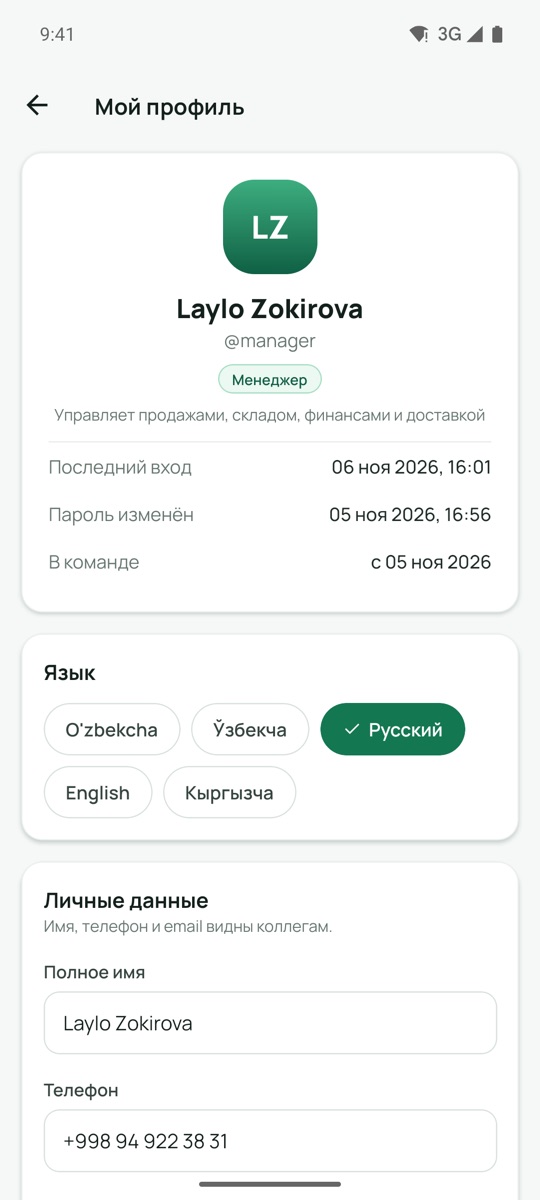 9:41
3G
Мой профиль
LZ
Laylo Zokirova
@manager
Менеджер
Управляет продажами, складом, финансами и доставкой
Последний вход 06 ноя 2026, 16:01
Пароль изменён 05 ноя 2026, 16:56
В команде с 05 ноя 2026
Язык
O'zbekcha Ўзбекча Русский
English Кыргызча
Личные данные
Имя, телефон и email видны коллегам.
Полное имя
Laylo Zokirova
Телефон
+998 94 922 38 31